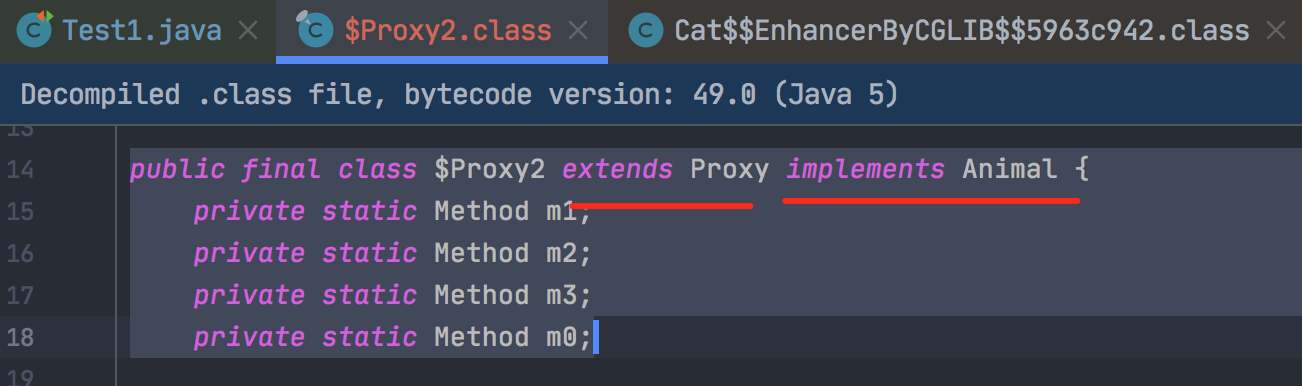 Test1.java $Proxy2.class Cat$$EnhancerByCGLIB$$5963c942.class
Decompiled .class file, bytecode version: 49.0 (Java 5)
13
14 public final class $Proxy2 extends Proxy implements Animal {
15 private static Method m1;
16 private static Method m2;
17 private static Method m3;
18 private static Method m0;
19